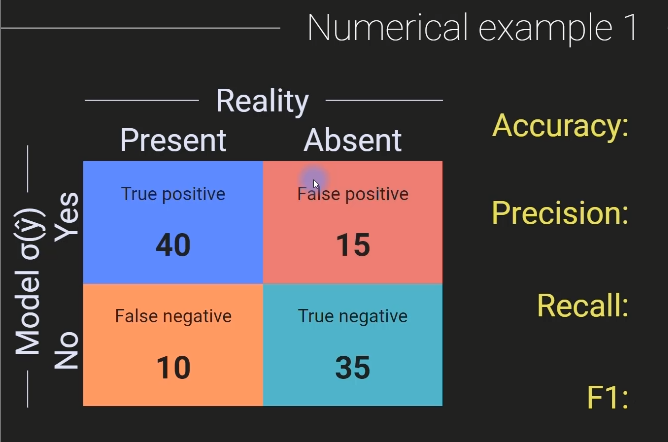 Numerical example 1
Reality
Present Absent
Model σ(ŷ)
Yes
No
True positive
40
False positive
15
False negative
10
True negative
35
Accuracy:
Precision:
Recall:
F1: